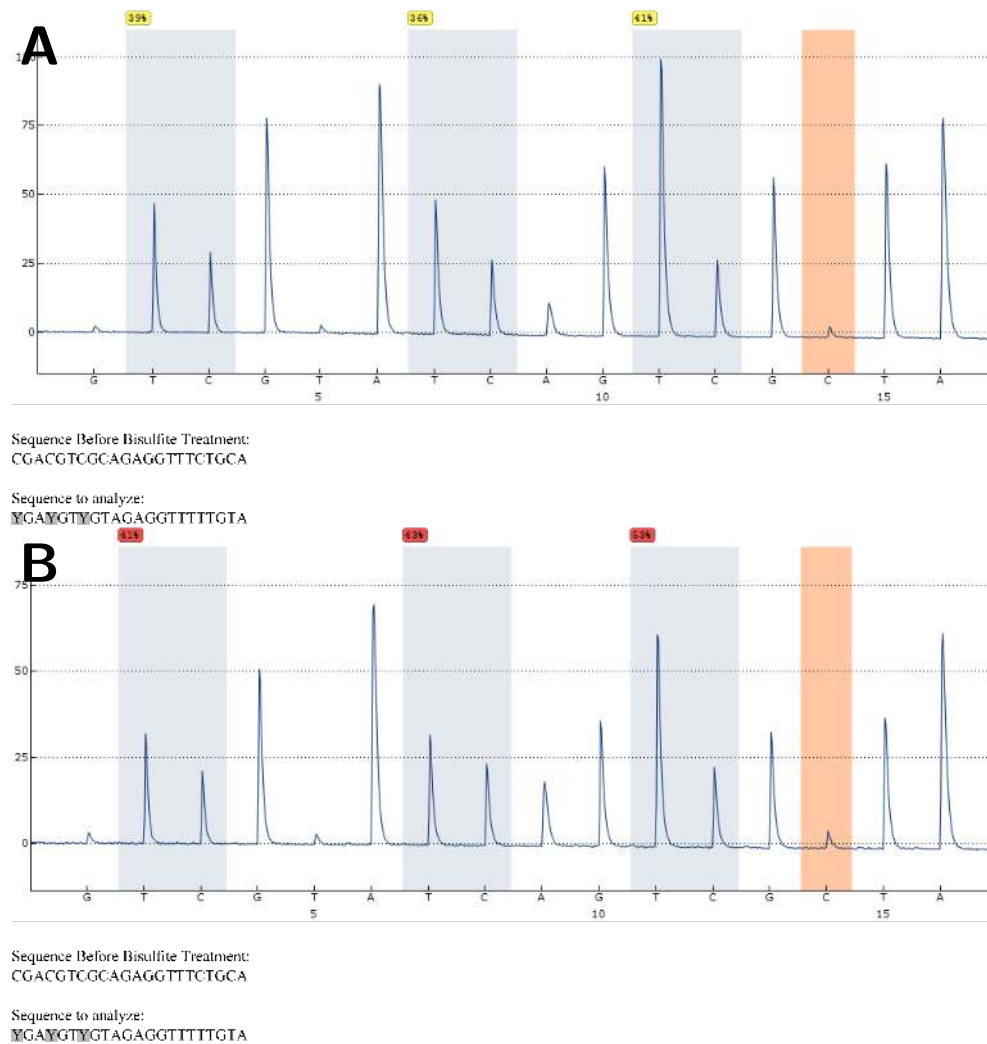 A
39% 36% 41%
100
75
50
25
0
G T C G T A T C A G T C G C T A
5 10 15
Sequence Before Bisulfite Treatment:
CGACGTCGCAGAGGTTTCTGCA
Sequence to analyze:
YGAYGTYGTAGAGGTTTTTGTA
B
41% 43% 53%
75
50
25
0
G T C G T A T C A G T C G C T A
5 10 15
Sequence Before Bisulfite Treatment:
CGACGTCGCAGAGGTTTCTGCA
Sequence to analyze:
YGAYGTYGTAGAGGTTTTTGTA